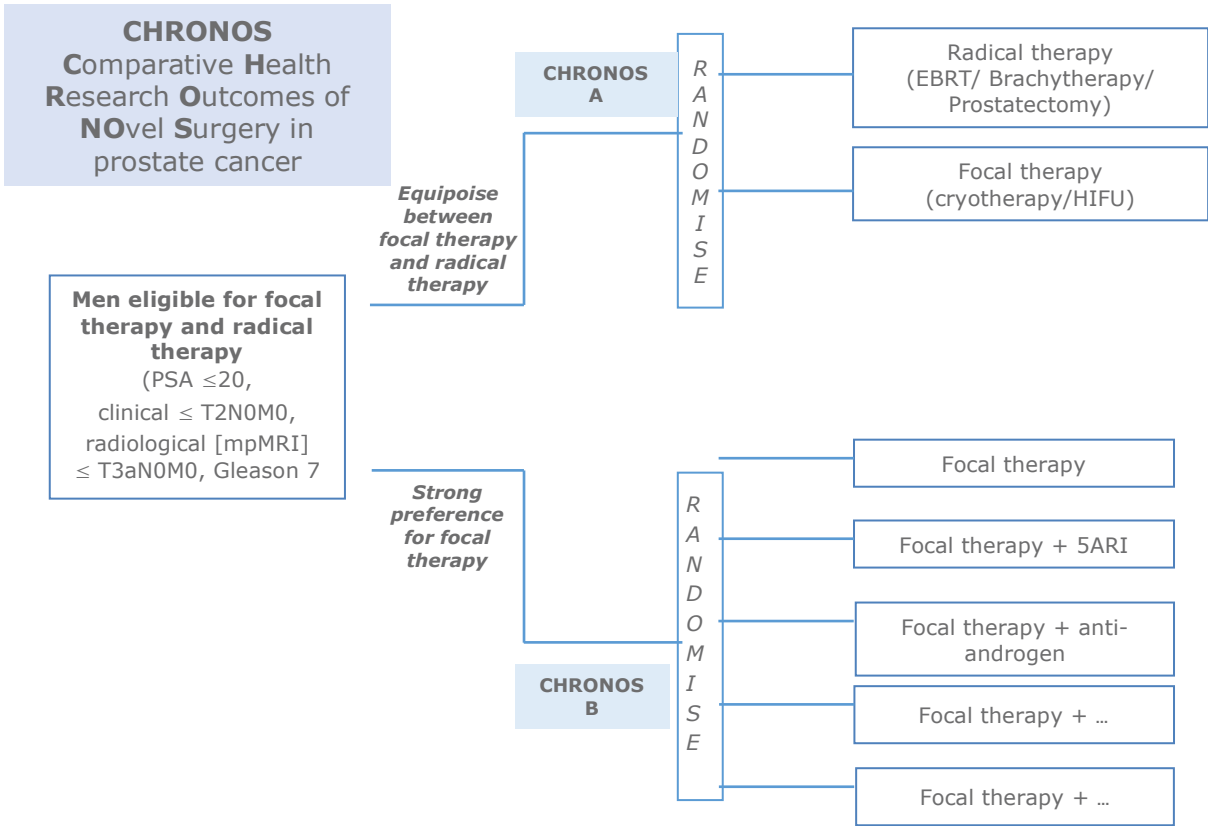 CHRONOS
Comparative Health
Research Outcomes of
NOvel Surgery in
prostate cancer
Men eligible for focal
therapy and radical
therapy
(PSA ≤20,
clinical ≤ T2N0M0,
radiological [mpMRI]
≤ T3aN0M0, Gleason 7
Equipoise
between
focal therapy
and radical
therapy
CHRONOS
A
R
A
N
D
O
M
I
S
E
Radical therapy
(EBRT/ Brachytherapy/
Prostatectomy)
Focal therapy
(cryotherapy/HIFU)
Strong
preference
for focal
therapy
CHRONOS
B
R
A
N
D
O
M
I
S
E
Focal therapy
Focal therapy + 5ARI
Focal therapy + anti-
androgen
Focal therapy + …
Focal therapy + …